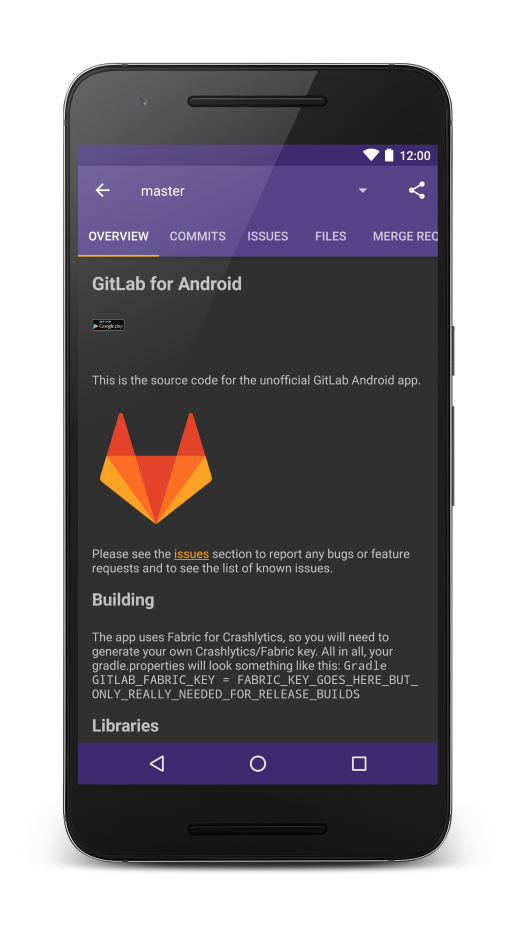 12:00
master
OVERVIEW COMMITS ISSUES FILES MERGE REQ
GitLab for Android
GET IT ON
Google play
This is the source code for the unofficial GitLab Android app.
Please see the issues section to report any bugs or feature
requests and to see the list of known issues.
Building
The app uses Fabric for Crashlytics, so you will need to
generate your own Crashlytics/Fabric key. All in all, your
gradle.properties will look something like this: Gradle
GITLAB_FABRIC_KEY = FABRIC_KEY_GOES_HERE_BUT_
ONLY_REALLY_NEEDED_FOR_RELEASE_BUILDS
Libraries